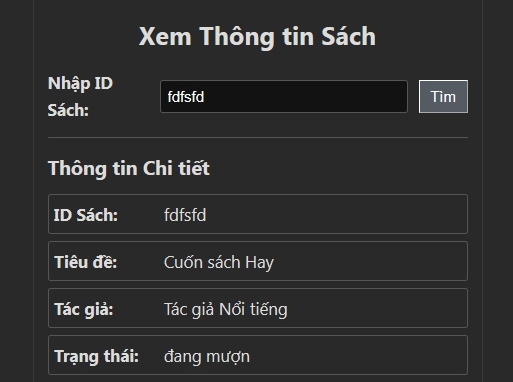 Xem Thông tin Sách
Nhập ID
Sách:
fdfsfd
Tìm
Thông tin Chi tiết
ID Sách: fdfsfd
Tiêu đề: Cuốn sách Hay
Tác giả: Tác giả Nổi tiếng
Trạng thái: đang mượn